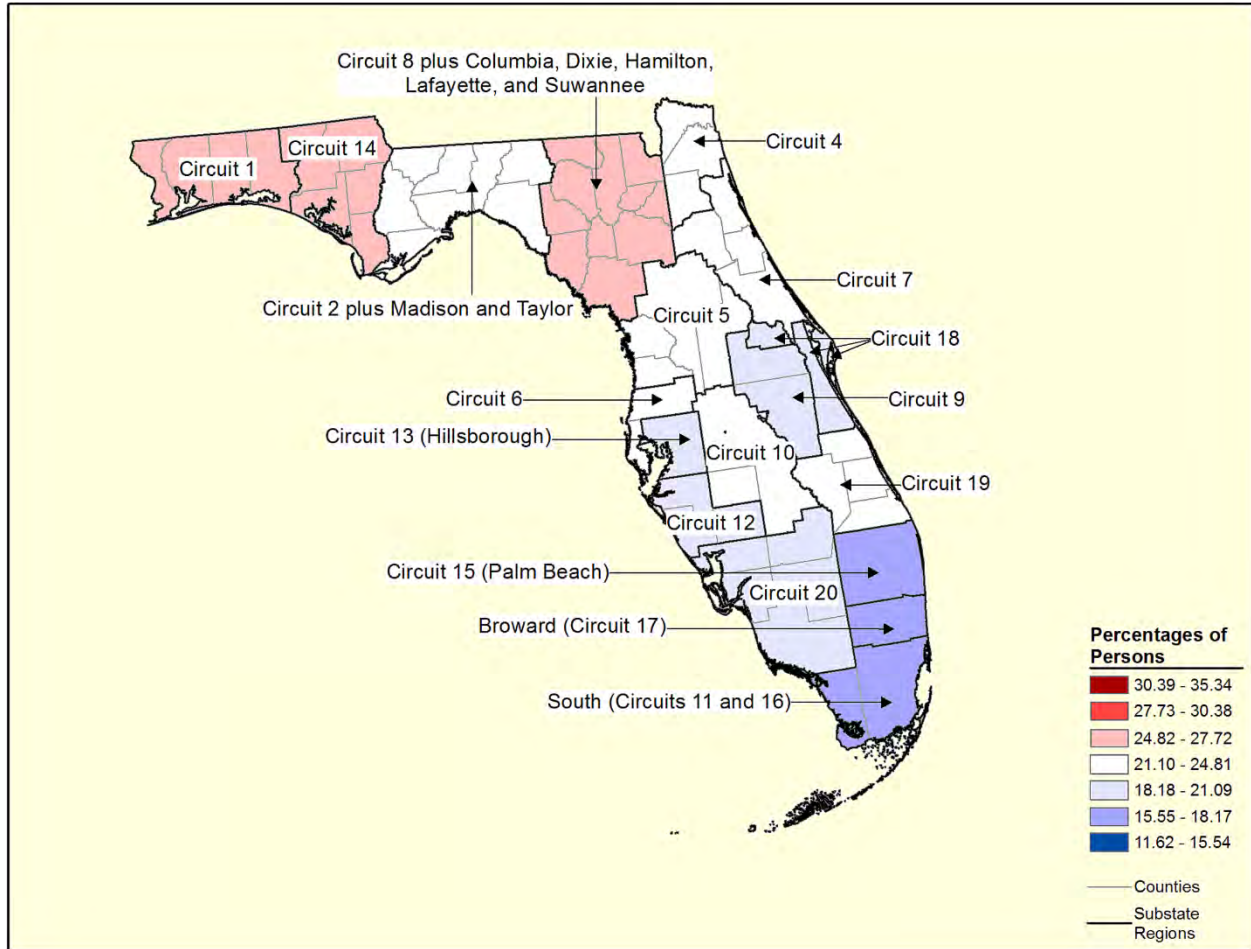 Circuit 8 plus Columbia, Dixie, Hamilton,
Lafayette, and Suwannee
Circuit 4
Circuit 14
Circuit 1
Circuit 7
Circuit 2 plus Madison and Taylor
Circuit 5
Circuit 18
Circuit 6
Circuit 9
Circuit 13 (Hillsborough)
Circuit 10
Circuit 19
Circuit 12
Circuit 15 (Palm Beach)
Circuit 20
Broward (Circuit 17)
South (Circuits 11 and 16)
Percentages of
Persons
30.39 - 35.34
27.73 - 30.38
24.82 - 27.72
21.10 - 24.81
18.18 - 21.09
15.55 - 18.17
11.62 - 15.54
Counties
Substate
Regions